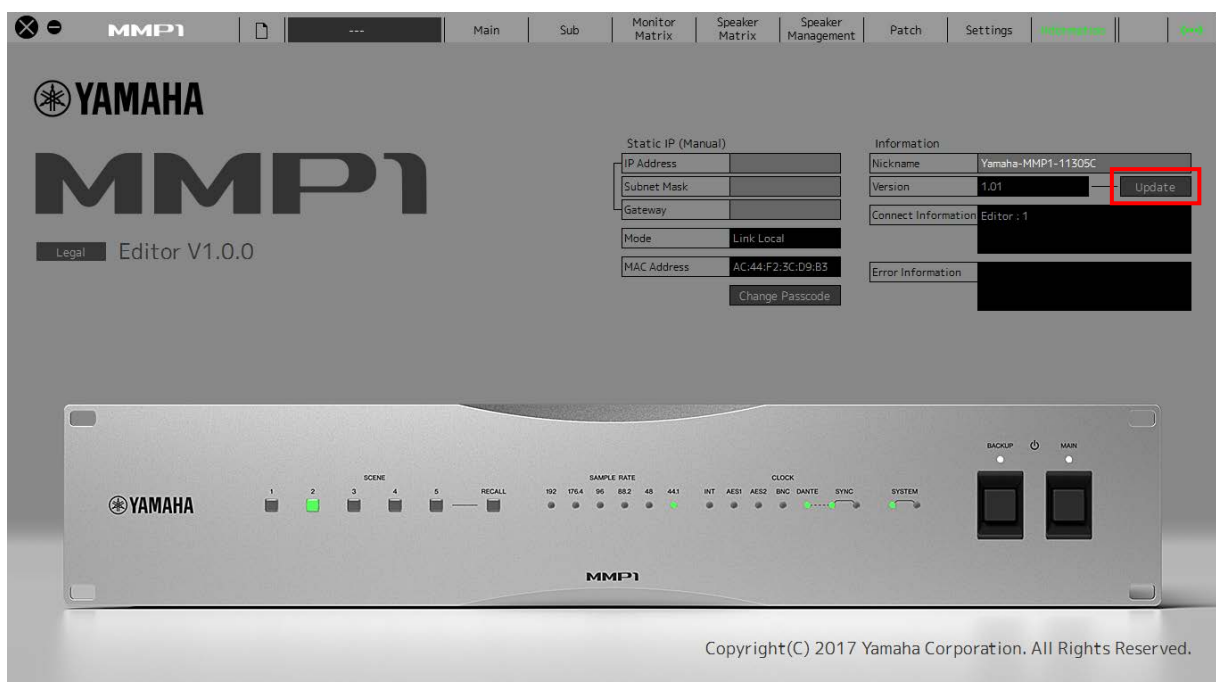 MMP1 --- Main Sub Monitor Matrix Speaker Matrix Speaker Management Patch Settings Information
YAMAHA
MMP1
Legal Editor V1.0.0
Static IP (Manual)
IP Address
Subnet Mask
Gateway
Mode Link Local
MAC Address AC:44:F2:3C:D9:B3
Change Passcode
Information
Nickname Yamaha-MMP1-11305C
Version 1.01 Update
Connect Information Editor : 1
Error Information
SCENE
1 2 3 4 5 RECALL
SAMPLE RATE
192 176.4 96 88.2 48 44.1
CLOCK
INT AES1 AES2 BNC DANTE SYNC
SYSTEM
BACKUP MAIN
YAMAHA
MMP1
Copyright(C) 2017 Yamaha Corporation. All Rights Reserved.